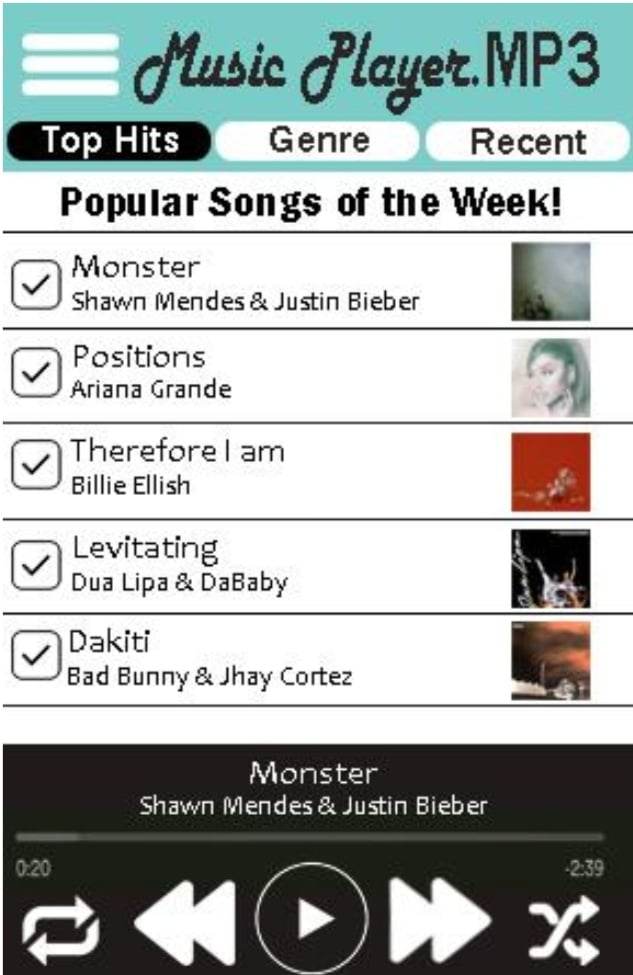 Music Player.MP3
Top Hits Genre Recent
Popular Songs of the Week!
Monster
Shawn Mendes & Justin Bieber
Positions
Ariana Grande
Therefore I am
Billie Ellish
Levitating
Dua Lipa & DaBaby
Dakiti
Bad Bunny & Jhay Cortez
Monster
Shawn Mendes & Justin Bieber
0:20 -2:39